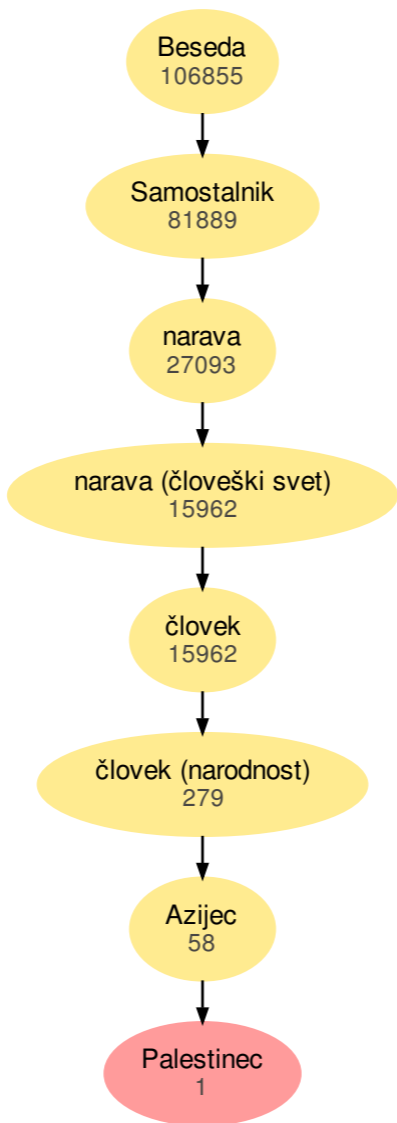 Beseda
106855
Samostalnik
81889
narava
27093
narava (človeški svet)
15962
človek
15962
človek (narodnost)
279
Azijec
58
Palestinec
1